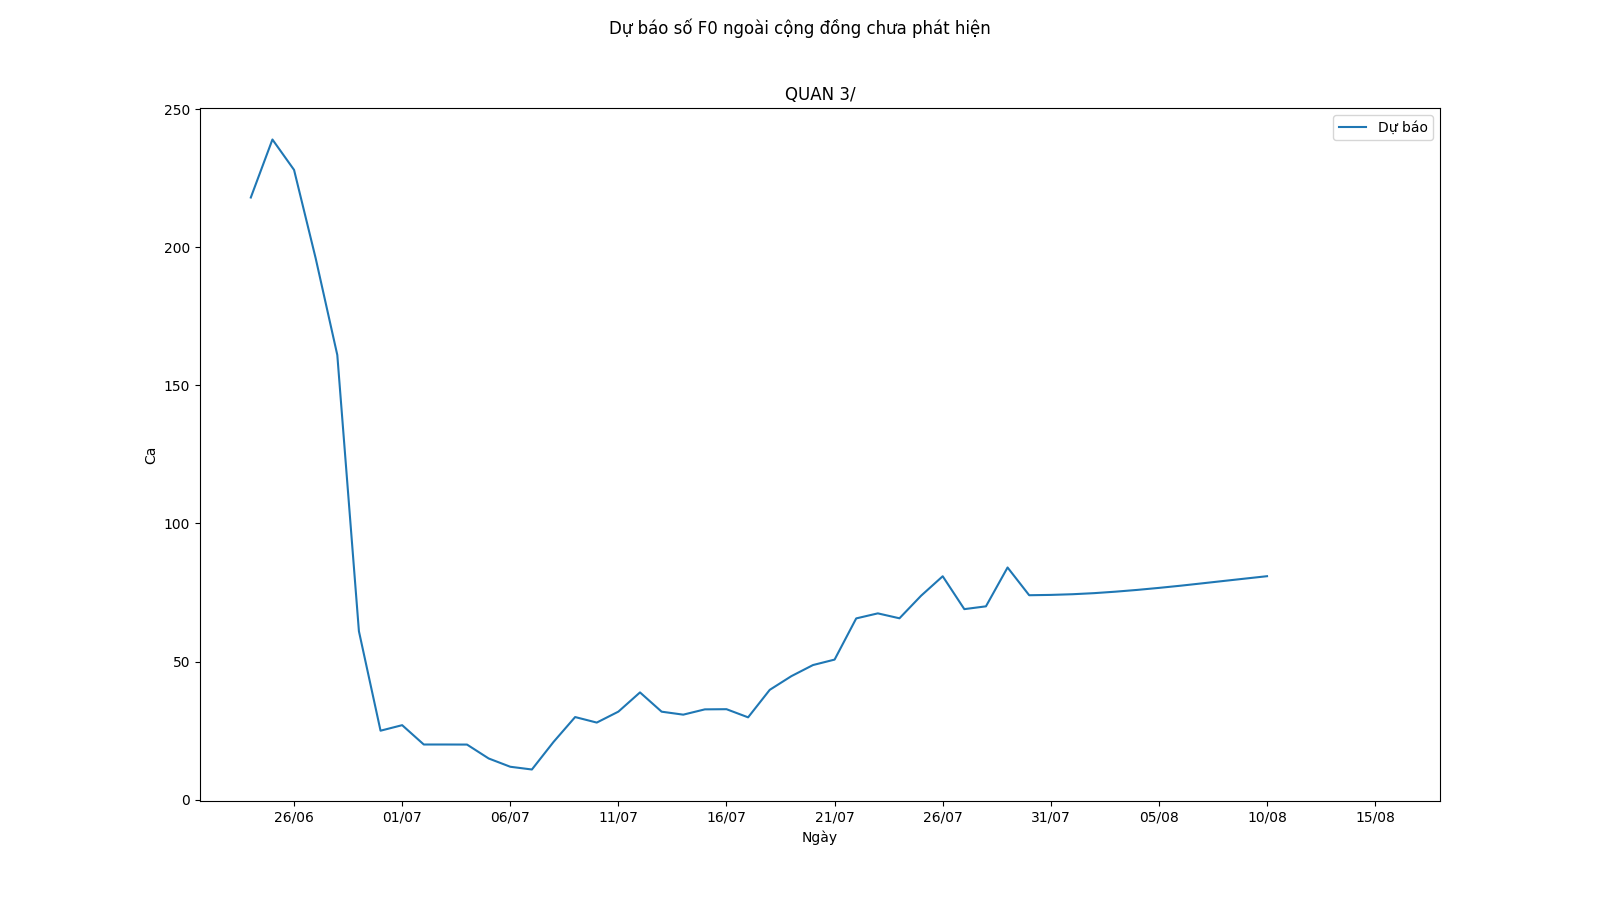 Dự báo số F0 ngoài cộng đồng chưa phát hiện
QUAN 3/
Dự báo
250
200
150
100
50
0
Ca
26/06 01/07 06/07 11/07 16/07 21/07 26/07 31/07 05/08 10/08 15/08
Ngày